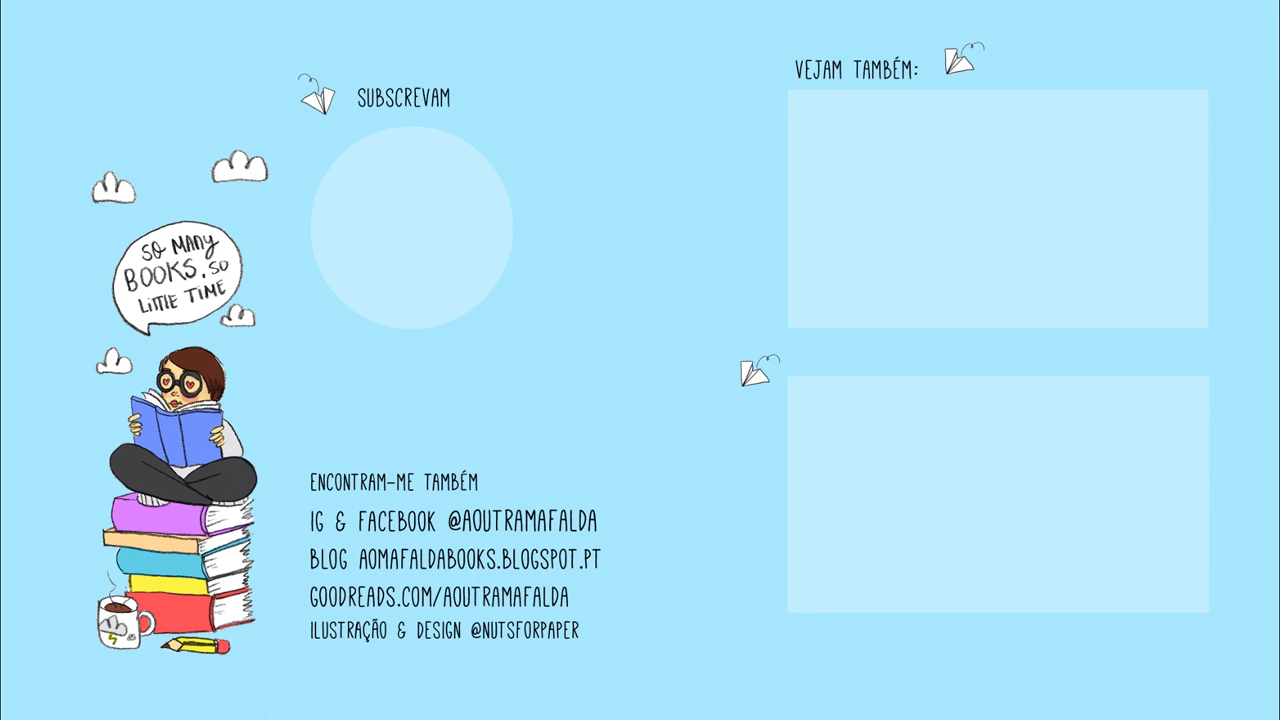 SUBSCREVAM
VEJAM TAMBÉM:
SO MANY
BOOKS, SO
LITTLE TIME
ENCONTRAM-ME TAMBÉM
IG & FACEBOOK @AOUTRAMAFALDA
BLOG AOMAFALDABOOKS.BLOGSPOT.PT
GOODREADS.COM/AOUTRAMAFALDA
ILUSTRAÇÃO & DESIGN @NUTSFORPAPER